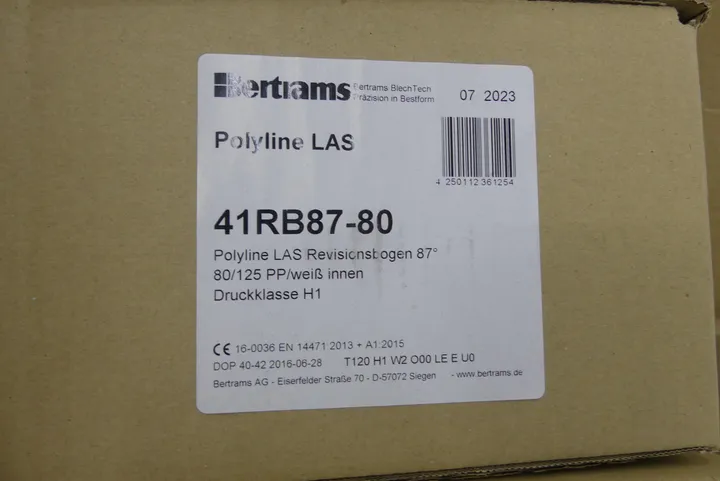 Bertrams
Bertrams BlechTech
Präzision in Bestform
07 2023
Polyline LAS
4 250112 361254
41RB87-80
Polyline LAS Revisionsbogen 87°
80/125 PP/weiß innen
Druckklasse H1
CE 16-0036 EN 14471:2013 + A1:2015
DOP 40-42 2016-06-28 T120 H1 W2 O00 LE E U0
Bertrams AG - Eiserfelder Straße 70 - D-57072 Siegen - www.bertrams.de